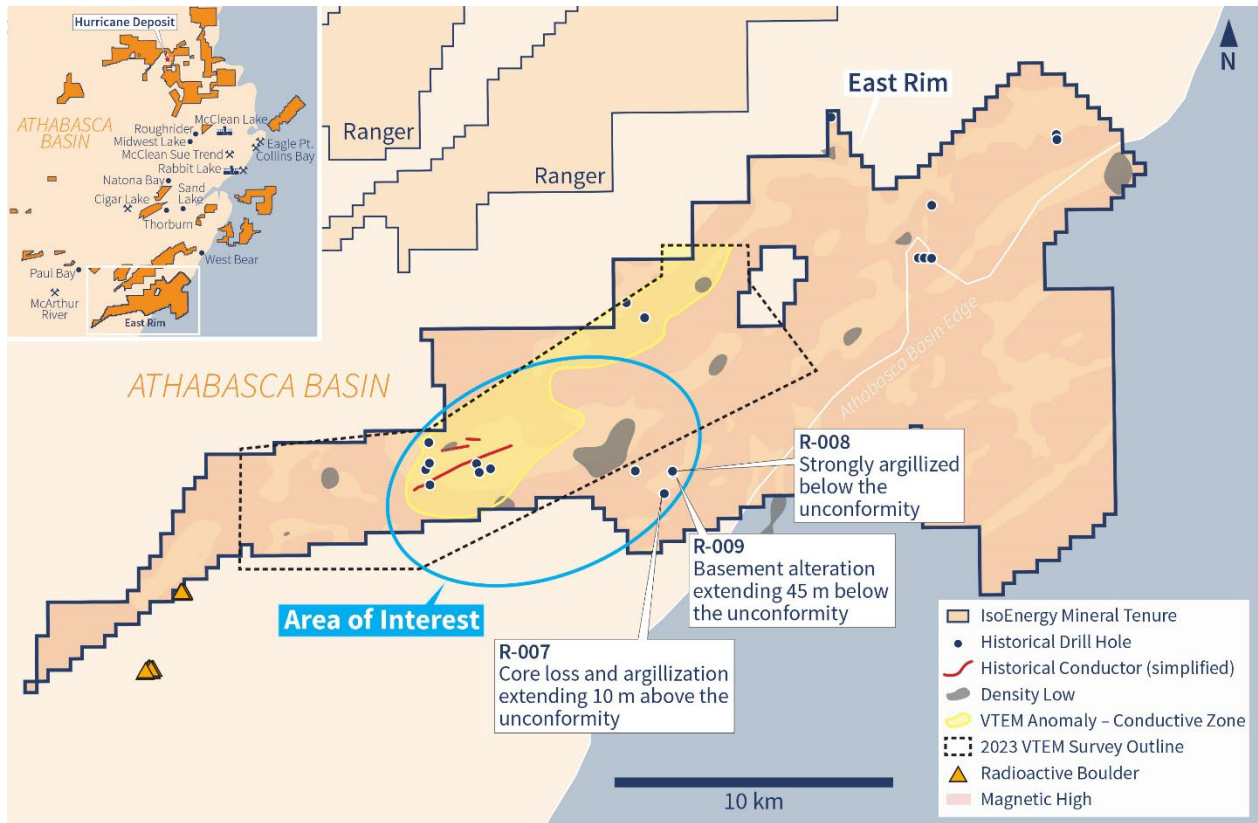 Hurricane Deposit
ATHABASCA
BASIN
McClean Lake
Roughrider
Midwest Lake
McClean Sue Trend
Eagle Pt.
Collins Bay
Rabbit Lake
Natona Bay
Sand
Lake
Cigar Lake
Thorburn
West Bear
Paul Bay
McArthur
River
East Rim
Ranger
Ranger
East Rim
N
ATHABASCA BASIN
Athabasca Basin Edge
Area of Interest
R-008
Strongly argillized
below the
unconformity
R-009
Basement alteration
extending 45 m below
the unconformity
R-007
Core loss and argillization
extending 10 m above the
unconformity
10 km
IsoEnergy Mineral Tenure
Historical Drill Hole
Historical Conductor (simplified)
Density Low
VTEM Anomaly – Conductive Zone
2023 VTEM Survey Outline
Radioactive Boulder
Magnetic High